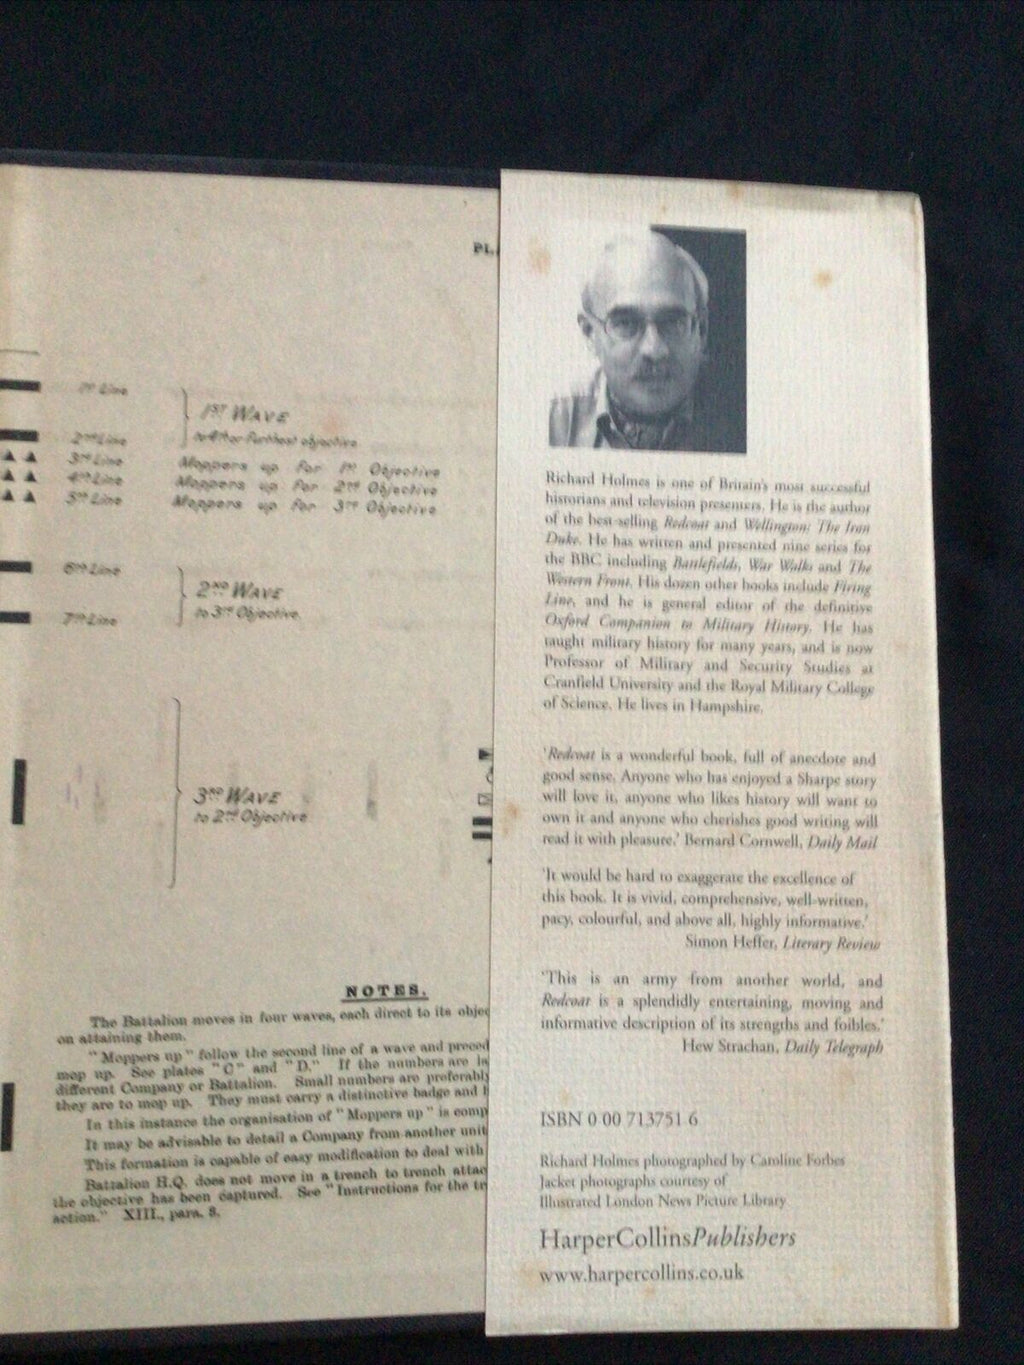 PL
1st Line
1ST WAVE
to 4th or Furthest objective
2nd Line
3rd Line Moppers up for 1st Objective
4th Line Moppers up for 2nd Objective
5th Line Moppers up for 3rd Objective
6th Line
2ND WAVE
to 3rd Objective
7th Line
3RD WAVE
to 2nd Objective
NOTES.
The Battalion moves in four waves, each direct to its
on attaining them.
"Moppers up" follow the second line of a wave and
mop up. See plates "C" and "D." If the numbers are
different Company or Battalion. Small numbers are
they are to mop up. They must carry a distinctive badge and
In this instance the organisation of "Moppers up" is
It may be advisable to detail a Company from another unit
This formation is capable of easy modification to deal with
Battalion H.Q. does not move in a trench to trench
the objective has been captured. See "Instructions for the
action." XIII., para. 8.
Richard Holmes is one of Britain's most successful
historians and television presenters. He is the author
of the best-selling Redcoat and Wellington: The Iron
Duke. He has written and presented nine series for
the BBC including Battlefields, War Walks and The
Western Front. His dozen other books include Firing
Line, and he is general editor of the definitive
Oxford Companion to Military History. He has
taught military history for many years, and is now
Professor of Military and Security Studies at
Cranfield University and the Royal Military College
of Science. He lives in Hampshire.
'Redcoat is a wonderful book, full of anecdote and
good sense. Anyone who has enjoyed a Sharpe story
will love it, anyone who likes history will want to
own it and anyone who cherishes good writing will
read it with pleasure.' Bernard Cornwell, Daily Mail
'It would be hard to exaggerate the excellence of
this book. It is vivid, comprehensive, well-written,
pacy, colourful, and above all, highly informative.'
Simon Heffer, Literary Review
'This is an army from another world, and
Redcoat is a splendidly entertaining, moving and
informative description of its strengths and foibles.'
Hew Strachan, Daily Telegraph
ISBN 0 00 713751 6
Richard Holmes photographed by Caroline Forbes
Jacket photographs courtesy of
Illustrated London News Picture Library
HarperCollinsPublishers
www.harpercollins.co.uk